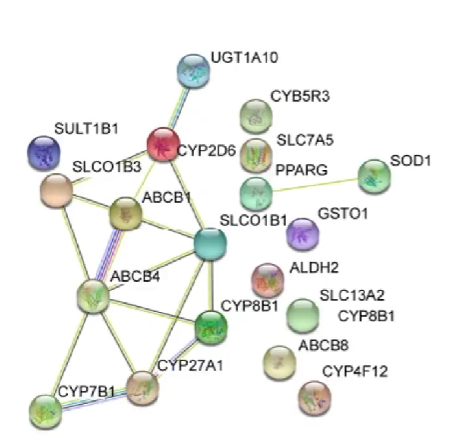 UGT1A10
CYB5R3
SULT1B1
SLC7A5
CYP2D6
SLCO1B3
PPARG
SOD1
ABCB1
SLCO1B1
GSTO1
ALDH2
ABCB4
SLC13A2
CYP8B1
CYP8B1
ABCB8
CYP27A1
CYP4F12
CYP7B1